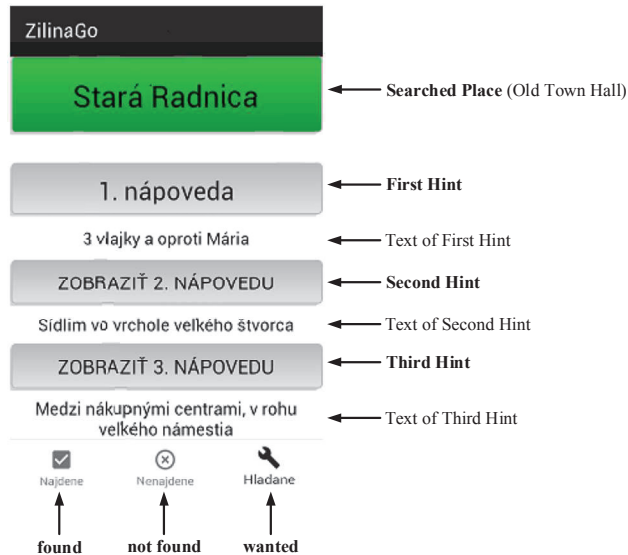 ZilinaGo
Stará Radnica
Searched Place (Old Town Hall)
1. nápoveda
First Hint
3 vlajky a oproti Mária
Text of First Hint
ZOBRAZIŤ 2. NÁPOVEDU
Second Hint
Sídlim vo vrchole veľkého štvorca
Text of Second Hint
ZOBRAZIŤ 3. NÁPOVEDU
Third Hint
Medzi nákupnými centrami, v rohu
veľkého námestia
Text of Third Hint
Najdene Nenajdene Hladane
found not found wanted